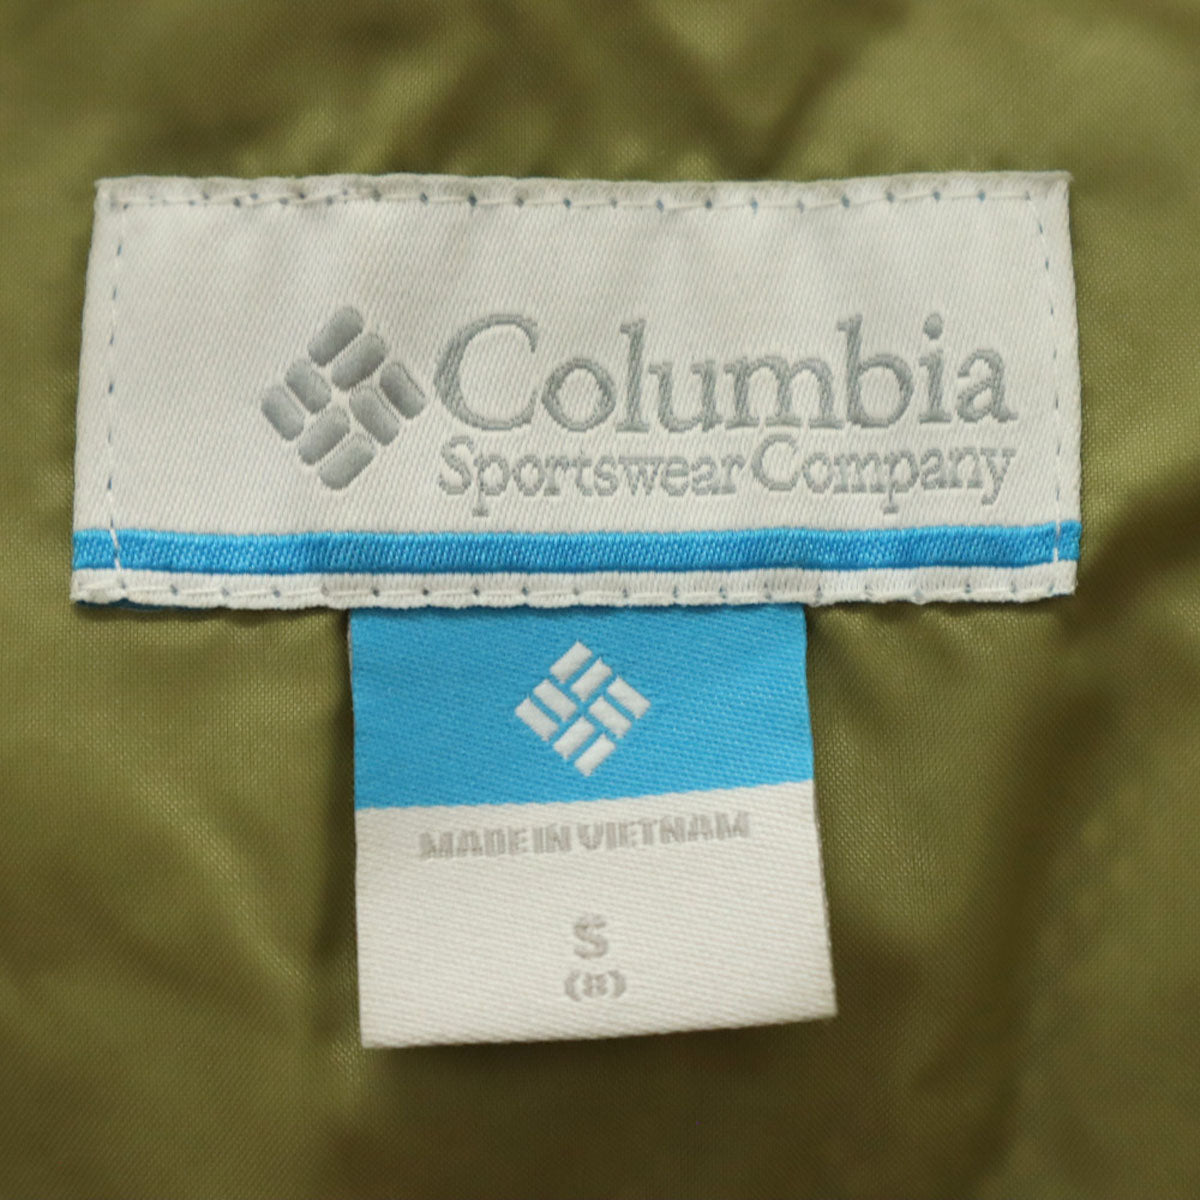 Columbia
Sportswear Company
MADE IN VIETNAM
S
(8)